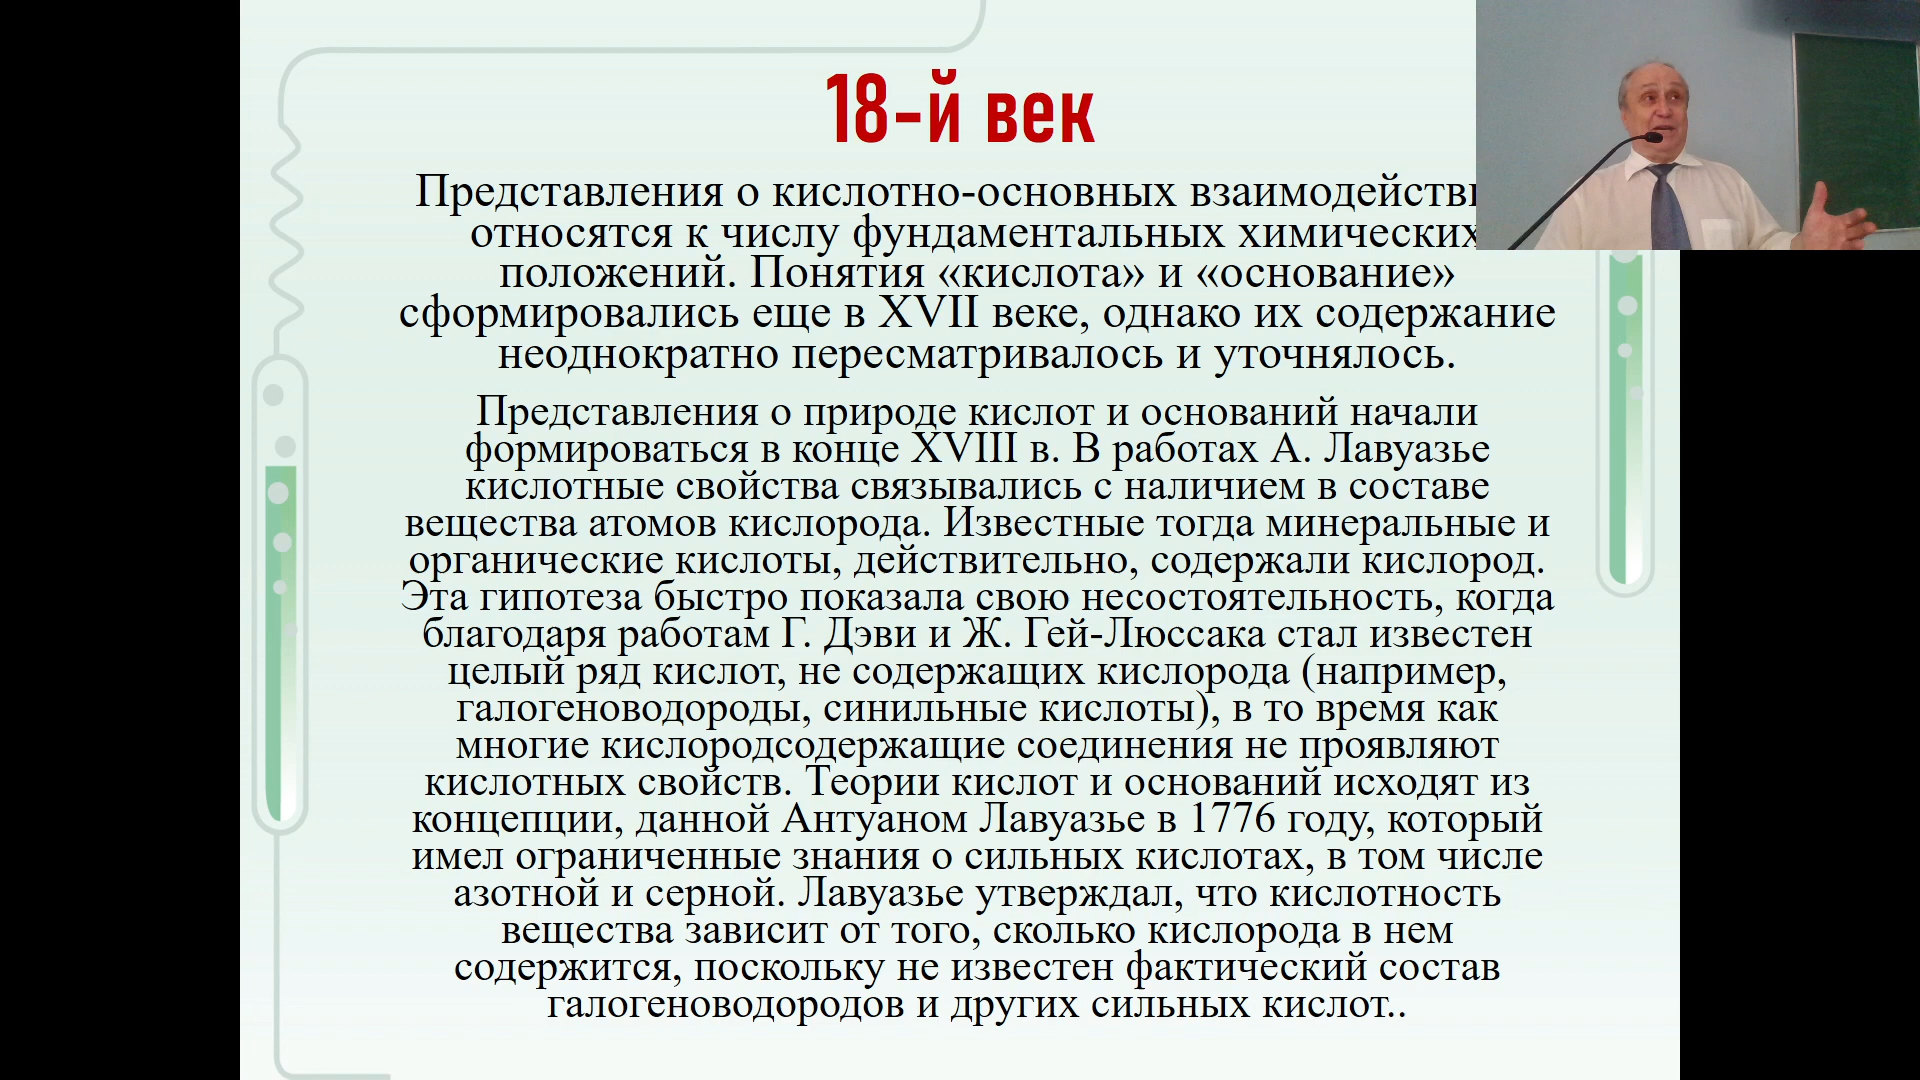 18-й век
Представления о кислотно-основных
относятся к числу фундаментальных химических
положений. Понятия «кислота» и «основание»
сформировались еще в XVII веке, однако их содержание
неоднократно пересматривалось и уточнялось.
Представления о природе кислот и оснований начали
формироваться в конце XVIII в. В работах А. Лавуазье
кислотные свойства связывались с наличием в составе
вещества атомов кислорода. Известные тогда минеральные и
органические кислоты, действительно, содержали кислород.
Эта гипотеза быстро показала свою несостоятельность, когда
благодаря работам Г. Дэви и Ж. Гей-Люссака стал известен
целый ряд кислот, не содержащих кислорода (например,
галогеноводороды, синильные кислоты), в то время как
многие кислородсодержащие соединения не проявляют
кислотных свойств. Теории кислот и оснований исходят из
концепции, данной Антуаном Лавуазье в 1776 году, который
имел ограниченные знания о сильных кислотах, в том числе
азотной и серной. Лавуазье утверждал, что кислотность
вещества зависит от того, сколько кислорода в нем
содержится, поскольку не известен фактический состав
галогеноводородов и других сильных кислот..